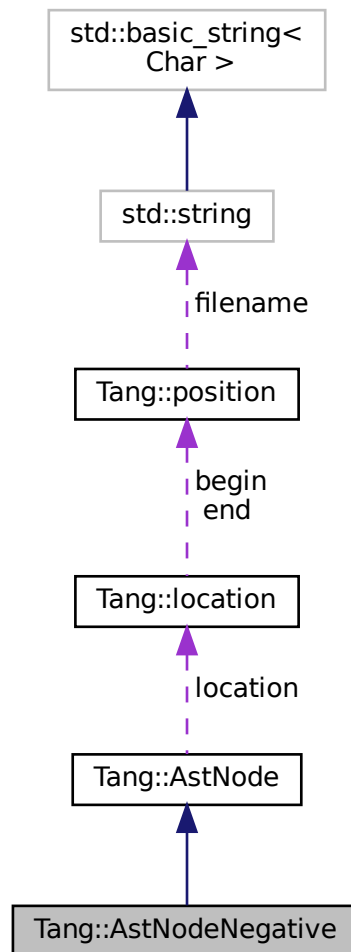 std::basic_string<
Char >
std::string
filename
Tang::position
begin
end
Tang::location
location
Tang::AstNode
Tang::AstNodeNegative